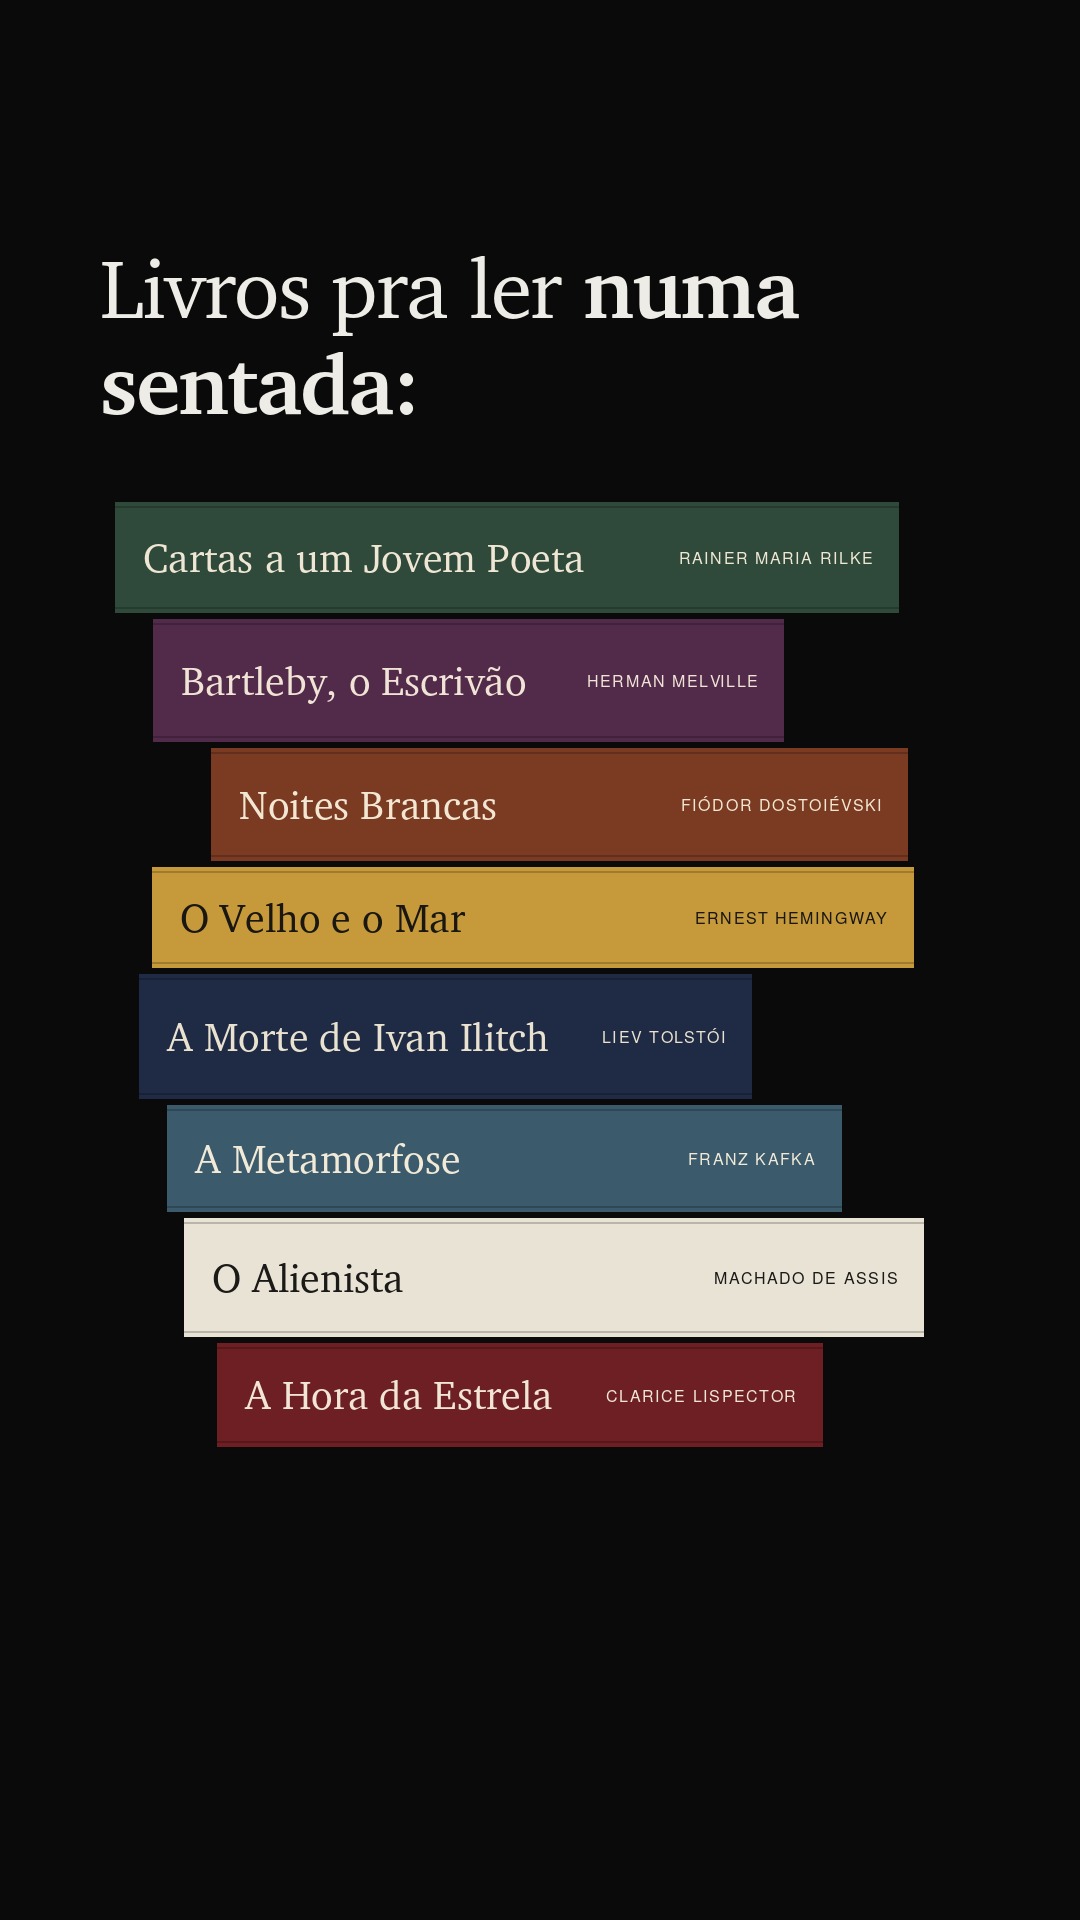 Livros pra ler numa
sentada:
Cartas a um Jovem Poeta RAINER MARIA RILKE
Bartleby, o Escrivão HERMAN MELVILLE
Noites Brancas FIÓDOR DOSTOIÉVSKI
O Velho e o Mar ERNEST HEMINGWAY
A Morte de Ivan Ilitch LIEV TOLSTÓI
A Metamorfose FRANZ KAFKA
O Alienista MACHADO DE ASSIS
A Hora da Estrela CLARICE LISPECTOR